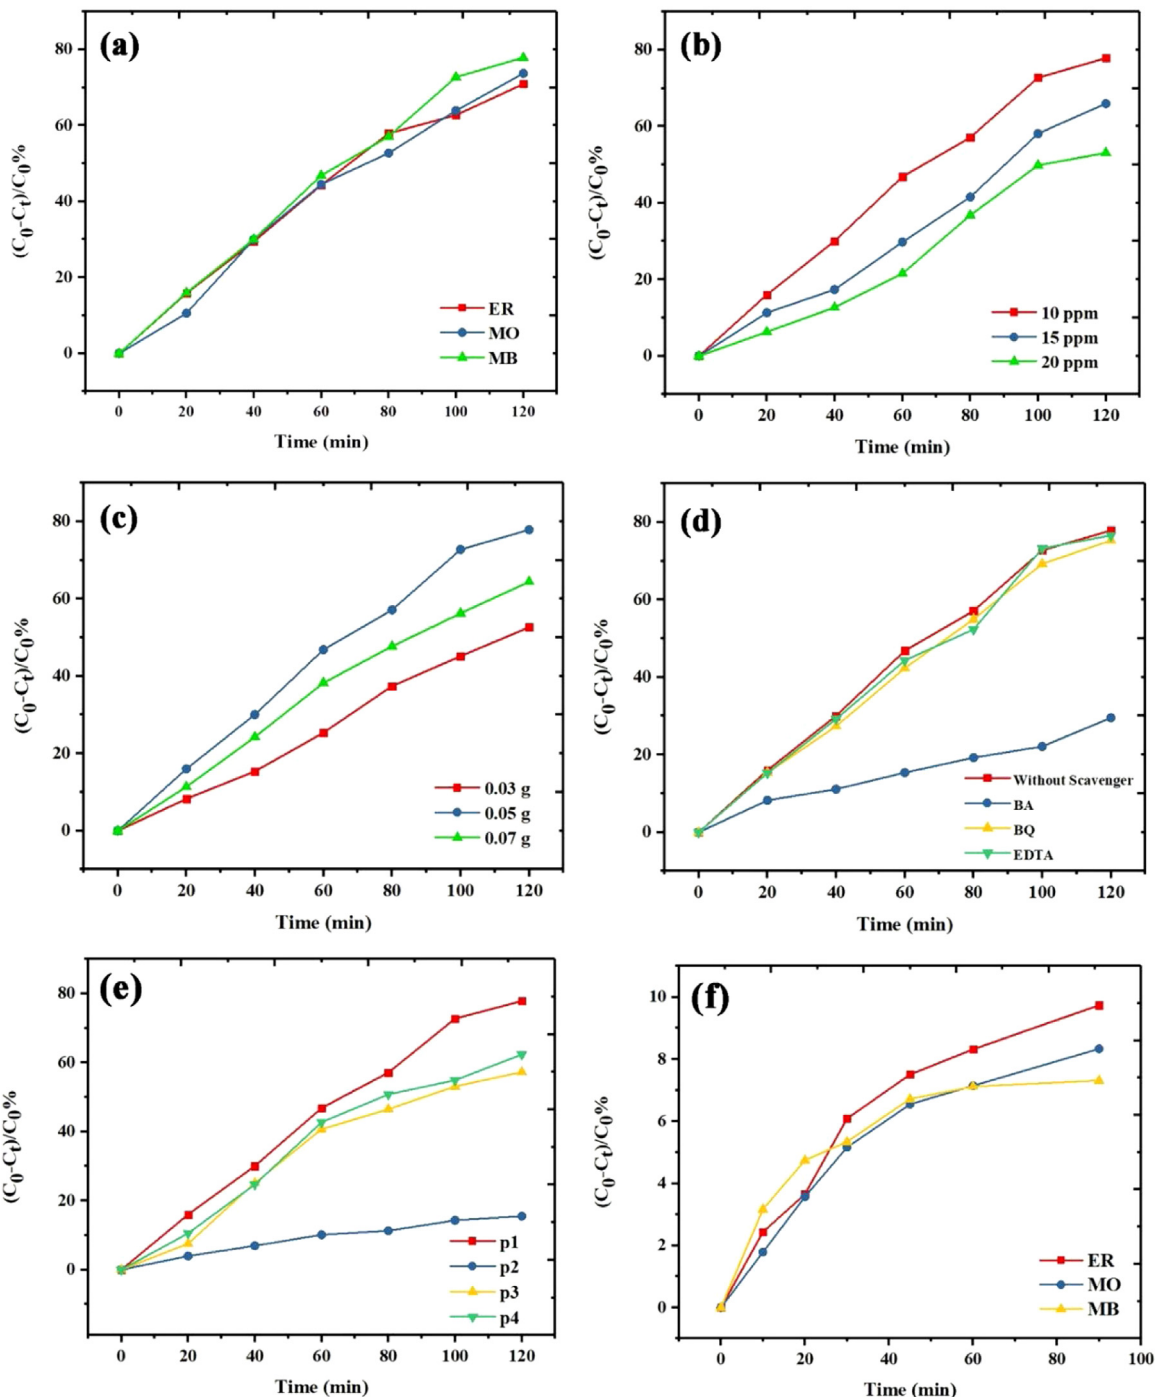 (a)
(C0-Ct)/C0%
80
60
40
20
0
ER
MO
MB
0 20 40 60 80 100 120
Time (min)
(b)
(C0-Ct)/C0%
80
60
40
20
0
10 ppm
15 ppm
20 ppm
0 20 40 60 80 100 120
Time (min)
(c)
(C0-Ct)/C0%
80
60
40
20
0
0.03 g
0.05 g
0.07 g
0 20 40 60 80 100 120
Time (min)
(d)
(C0-Ct)/C0%
80
60
40
20
0
Without Scavenger
BA
BQ
EDTA
0 20 40 60 80 100 120
Time (min)
(e)
(C0-Ct)/C0%
80
60
40
20
0
p1
p2
p3
p4
0 20 40 60 80 100 120
Time (min)
(f)
(C0-Ct)/C0%
10
8
6
4
2
0
ER
MO
MB
0 20 40 60 80 100
Time (min)